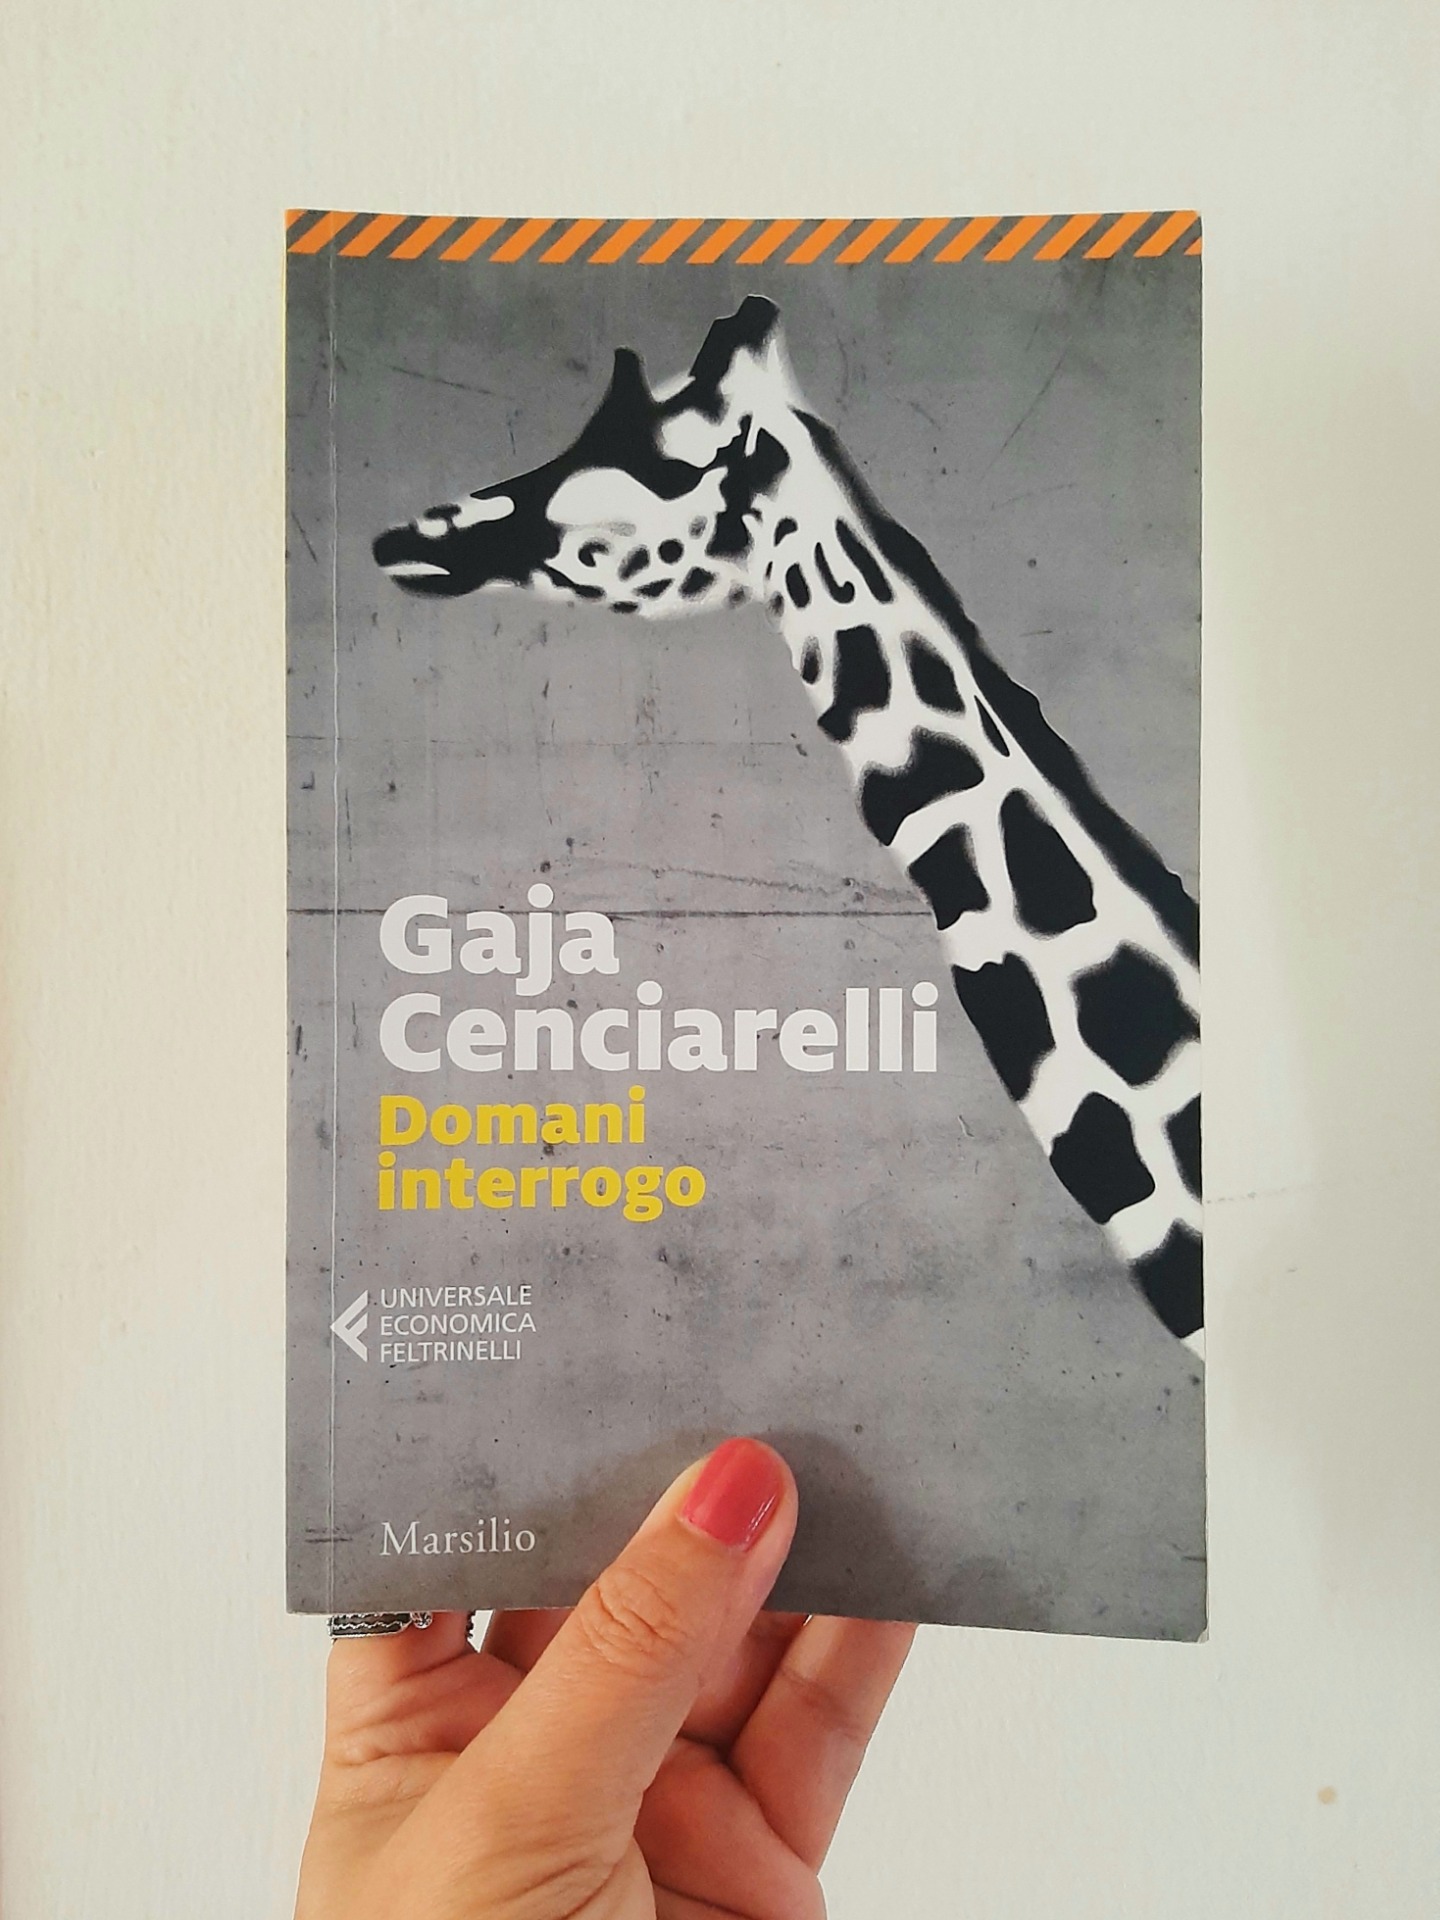 Gaja
Cenciarelli
Domani
interrogo
UNIVERSALE
ECONOMICA
FELTRINELLI
Marsilio